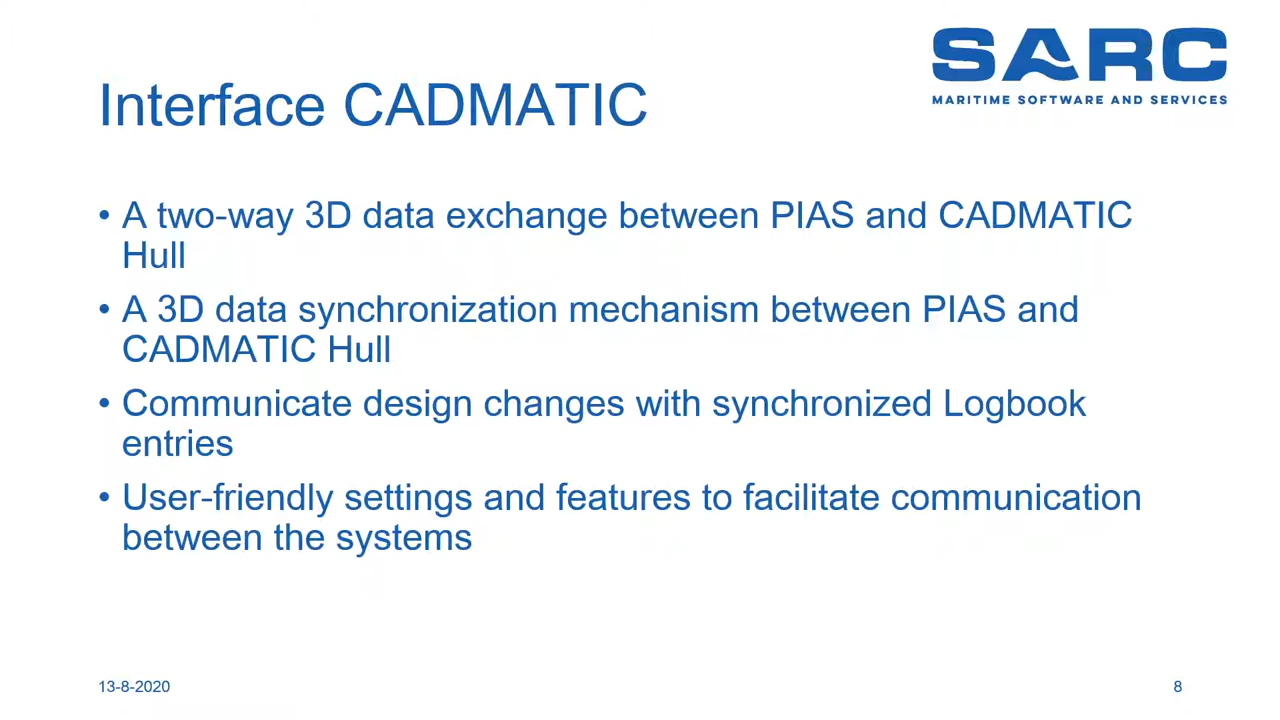 SARC
MARITIME SOFTWARE AND SERVICES
Interface CADMATIC
• A two-way 3D data exchange between PIAS and CADMATIC
Hull
• A 3D data synchronization mechanism between PIAS and
CADMATIC Hull
• Communicate design changes with synchronized Logbook
entries
• User-friendly settings and features to facilitate communication
between the systems
13-8-2020
8